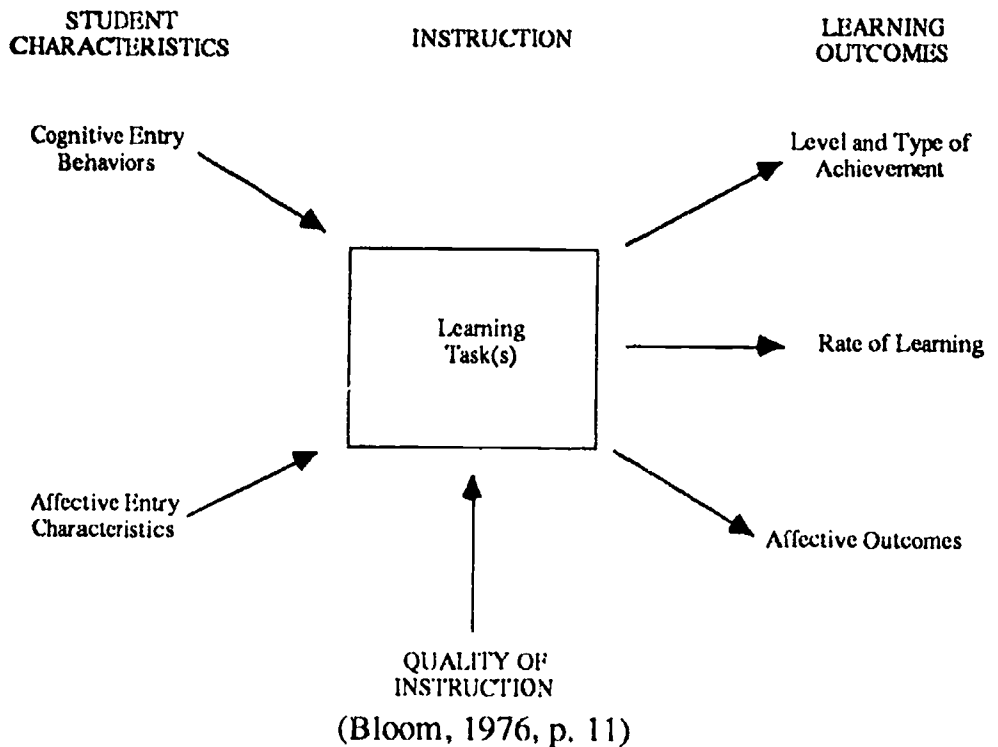 STUDENT
CHARACTERISTICS
INSTRUCTION
LEARNING
OUTCOMES
Cognitive Entry
Behaviors
Level and Type of
Achievement
Learning
Task(s)
Rate of Learning
Affective Entry
Characteristics
Affective Outcomes
QUALITY OF
INSTRUCTION
(Bloom, 1976, p. 11)